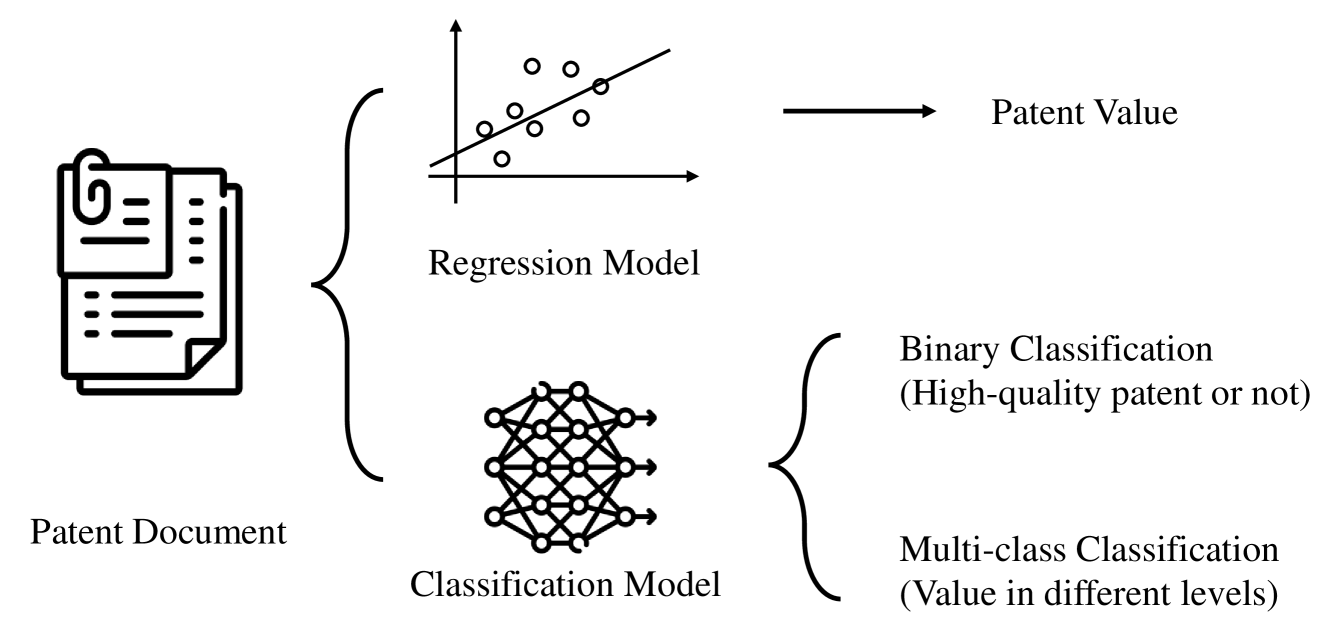 Patent Value
Regression Model
Binary Classification
(High-quality patent or not)
Patent Document
Classification Model
Multi-class Classification
(Value in different levels)